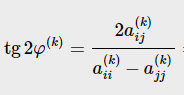 tg 2φ^(k) = 2a_ij^(k) / (a_ii^(k) − a_jj^(k)) =